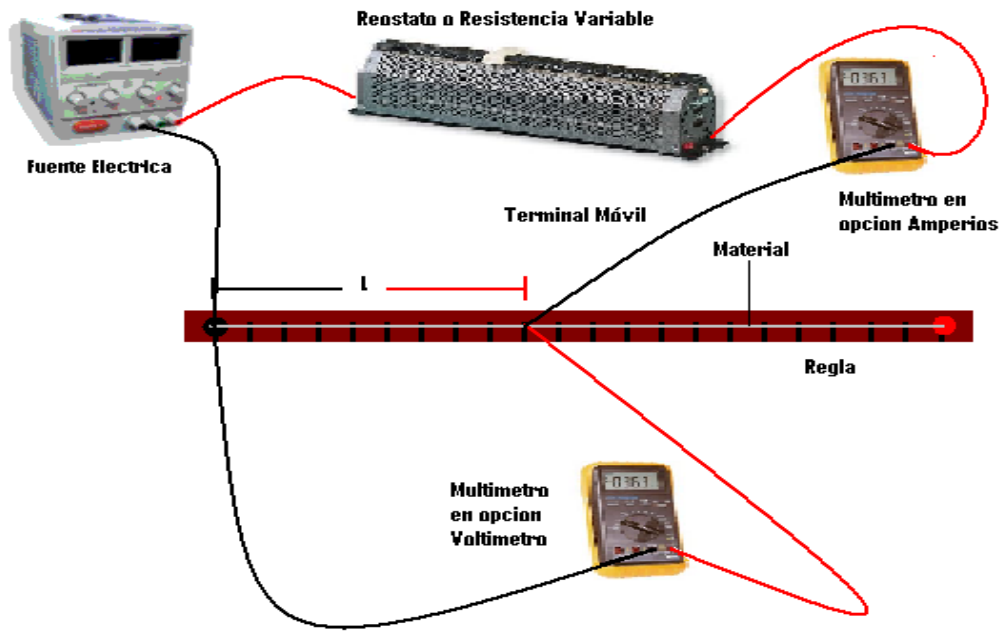 Reostato o Resistencia Variable
Fuente Electrica
Multimetro en
opcion Amperios
Terminal Móvil
Material
L
Regla
Multimetro
en opcion
Voltimetro